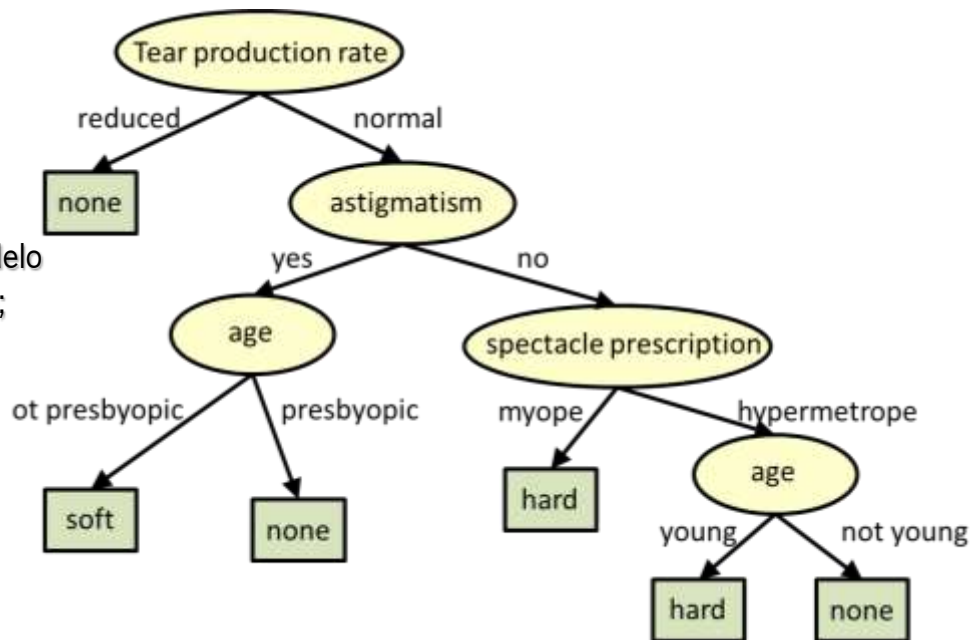 Tear production rate
reduced
normal
none
astigmatism
yes
no
age
spectacle prescription
presbyopic
presbyopic
myope
hypermetrope
soft
none
hard
age
young
not young
hard
none